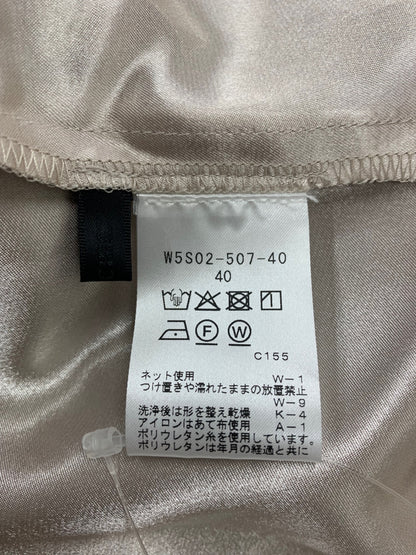 W5S02-507-40
40
F W
C155
ネット使用 W-1
つけ置きや濡れたままの放置禁止
W-9
洗浄後は形を整え乾燥 K-4
アイロンはあて布使用 A-1
ポリウレタン糸を使用しています。
ポリウレタンは年月の経過と共に